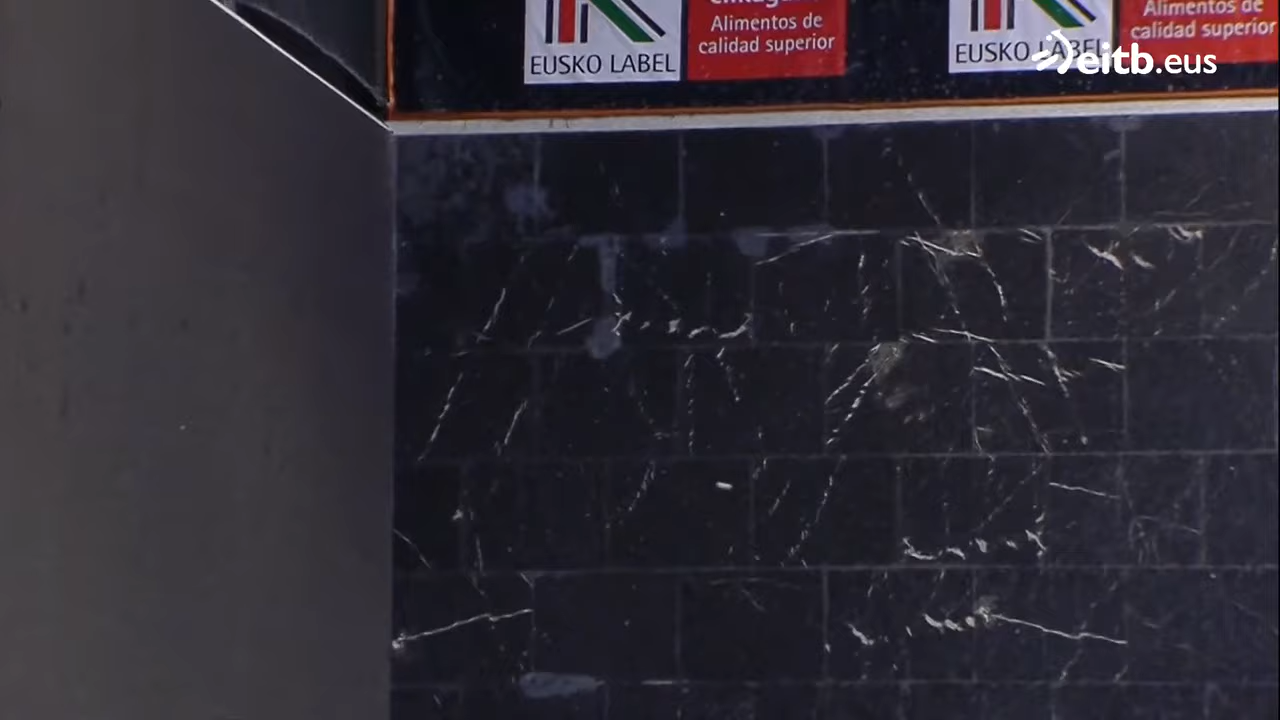 Alimentos de
calidad superior
EUSKO LABEL
Alimentos de
calidad superior
EUSKO LABEL
eitb.eus